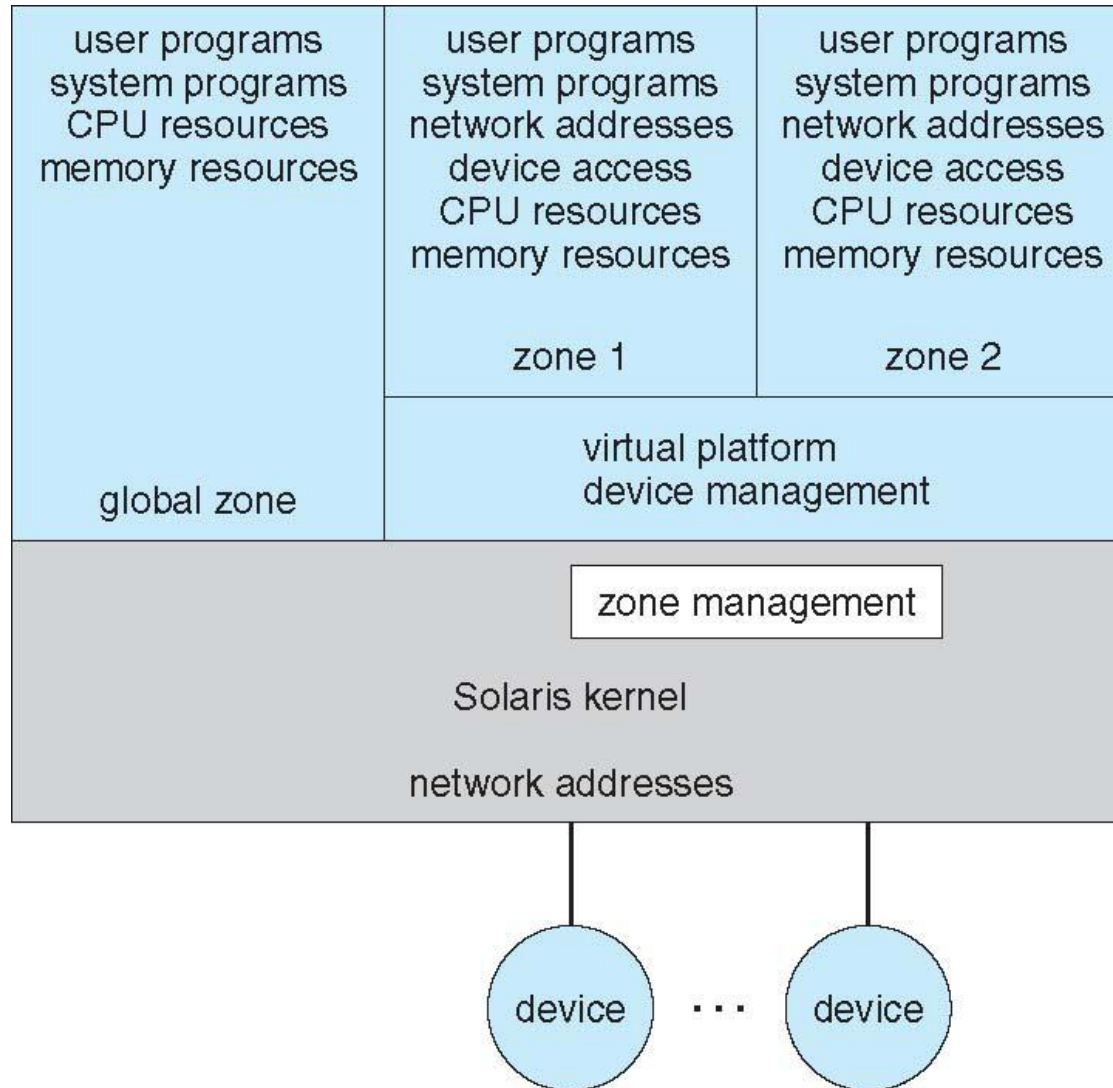 user programs
system programs
CPU resources
memory resources
global zone
user programs
system programs
network addresses
device access
CPU resources
memory resources
zone 1
user programs
system programs
network addresses
device access
CPU resources
memory resources
zone 2
virtual platform
device management
zone management
Solaris kernel
network addresses
device
...
device